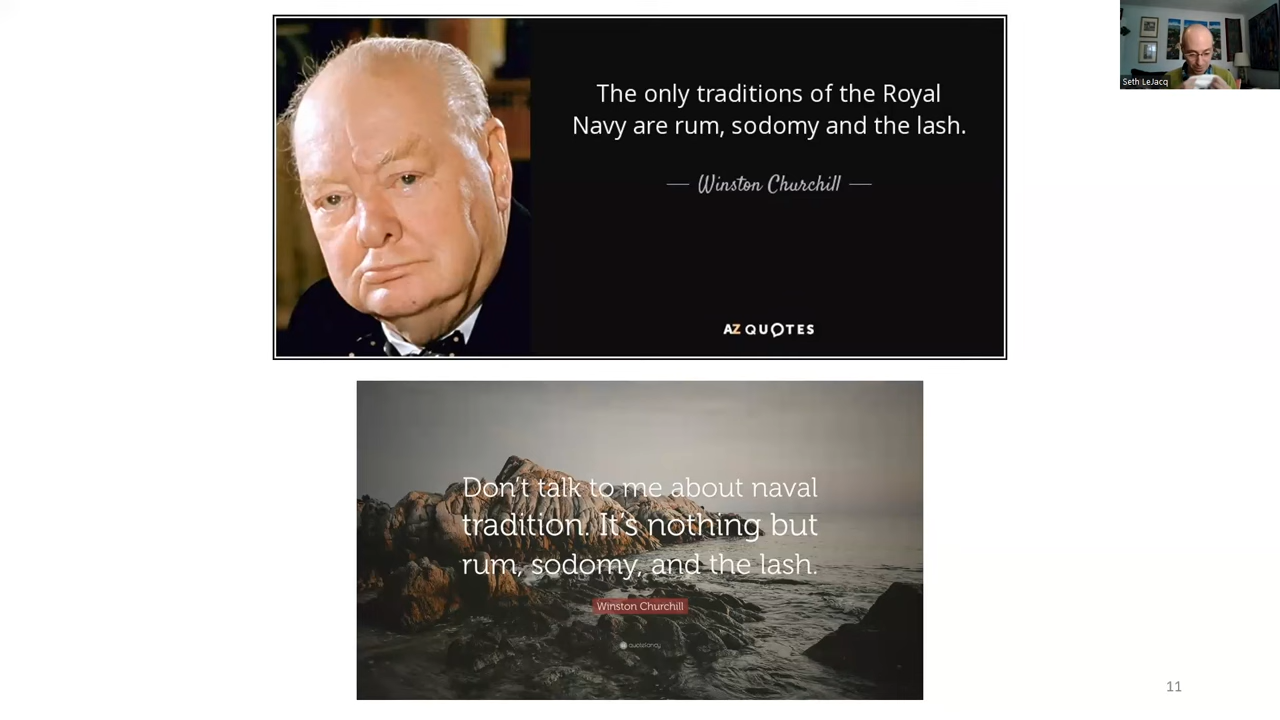 The only traditions of the Royal
Navy are rum, sodomy and the lash.
Winston Churchill
AZ QUOTES
Seth LeJacq
Don't talk to me about naval
tradition. It's nothing but
rum, sodomy, and the lash.
Winston Churchill
quotefancy
11